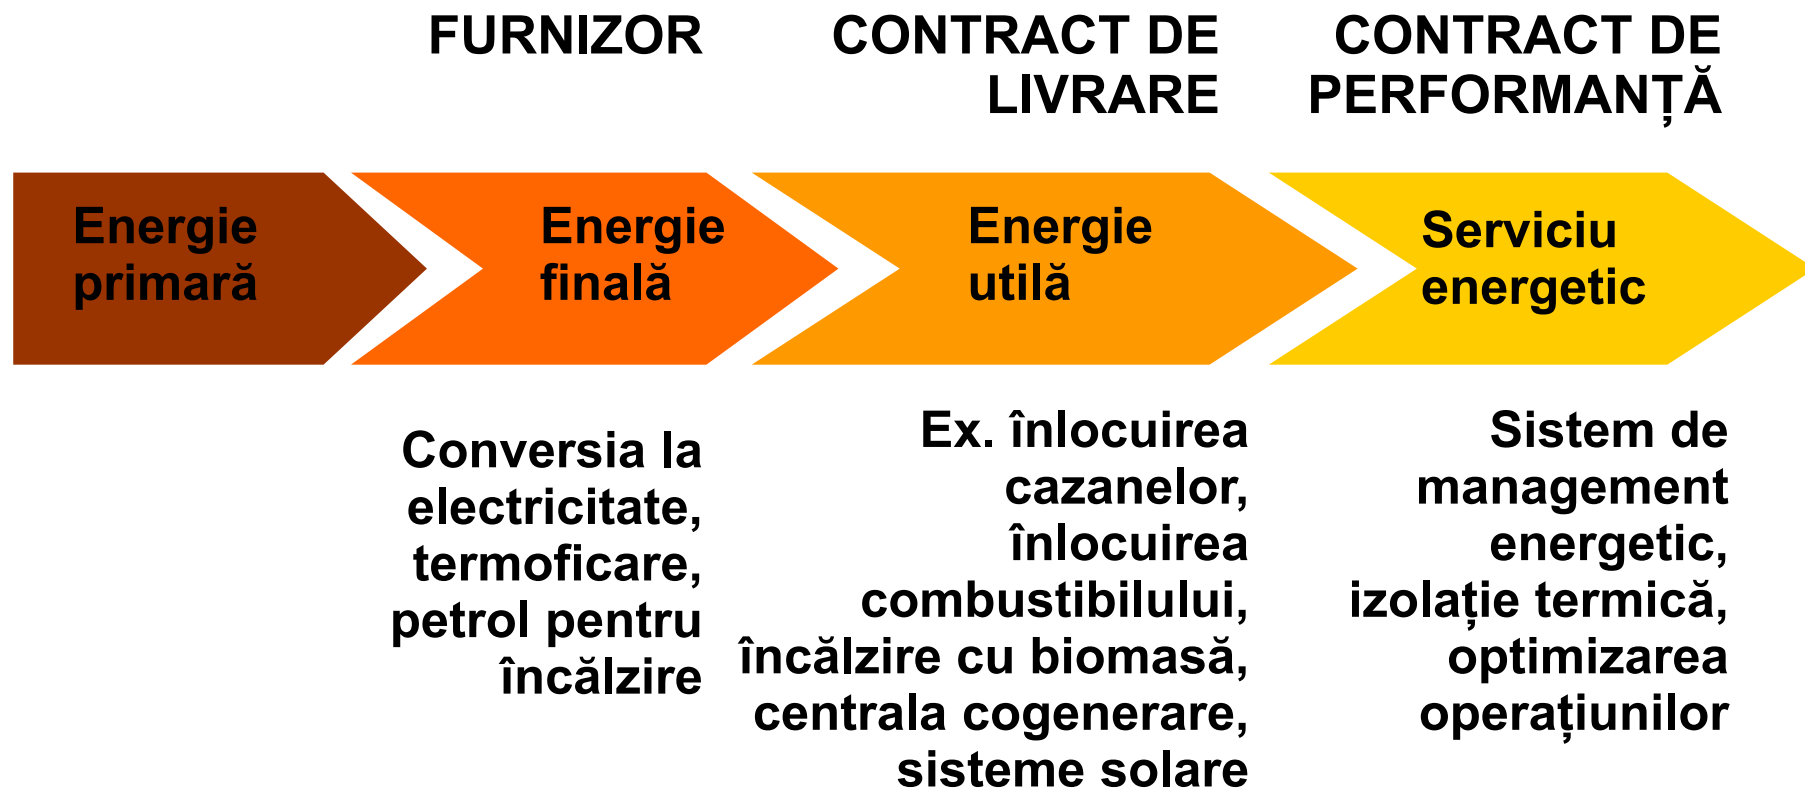 FURNIZOR
CONTRACT DE
LIVRARE
CONTRACT DE
PERFORMANȚĂ
Energie
primară
Energie
finală
Energie
utilă
Serviciu
energetic
Conversia la
electricitate,
termoficare,
petrol pentru
încălzire
Ex. înlocuirea
cazanelor,
înlocuirea
combustibilului,
încălzire cu biomasă,
centrala cogenerare,
sisteme solare
Sistem de
management
energetic,
izolație termică,
optimizarea
operațiunilor